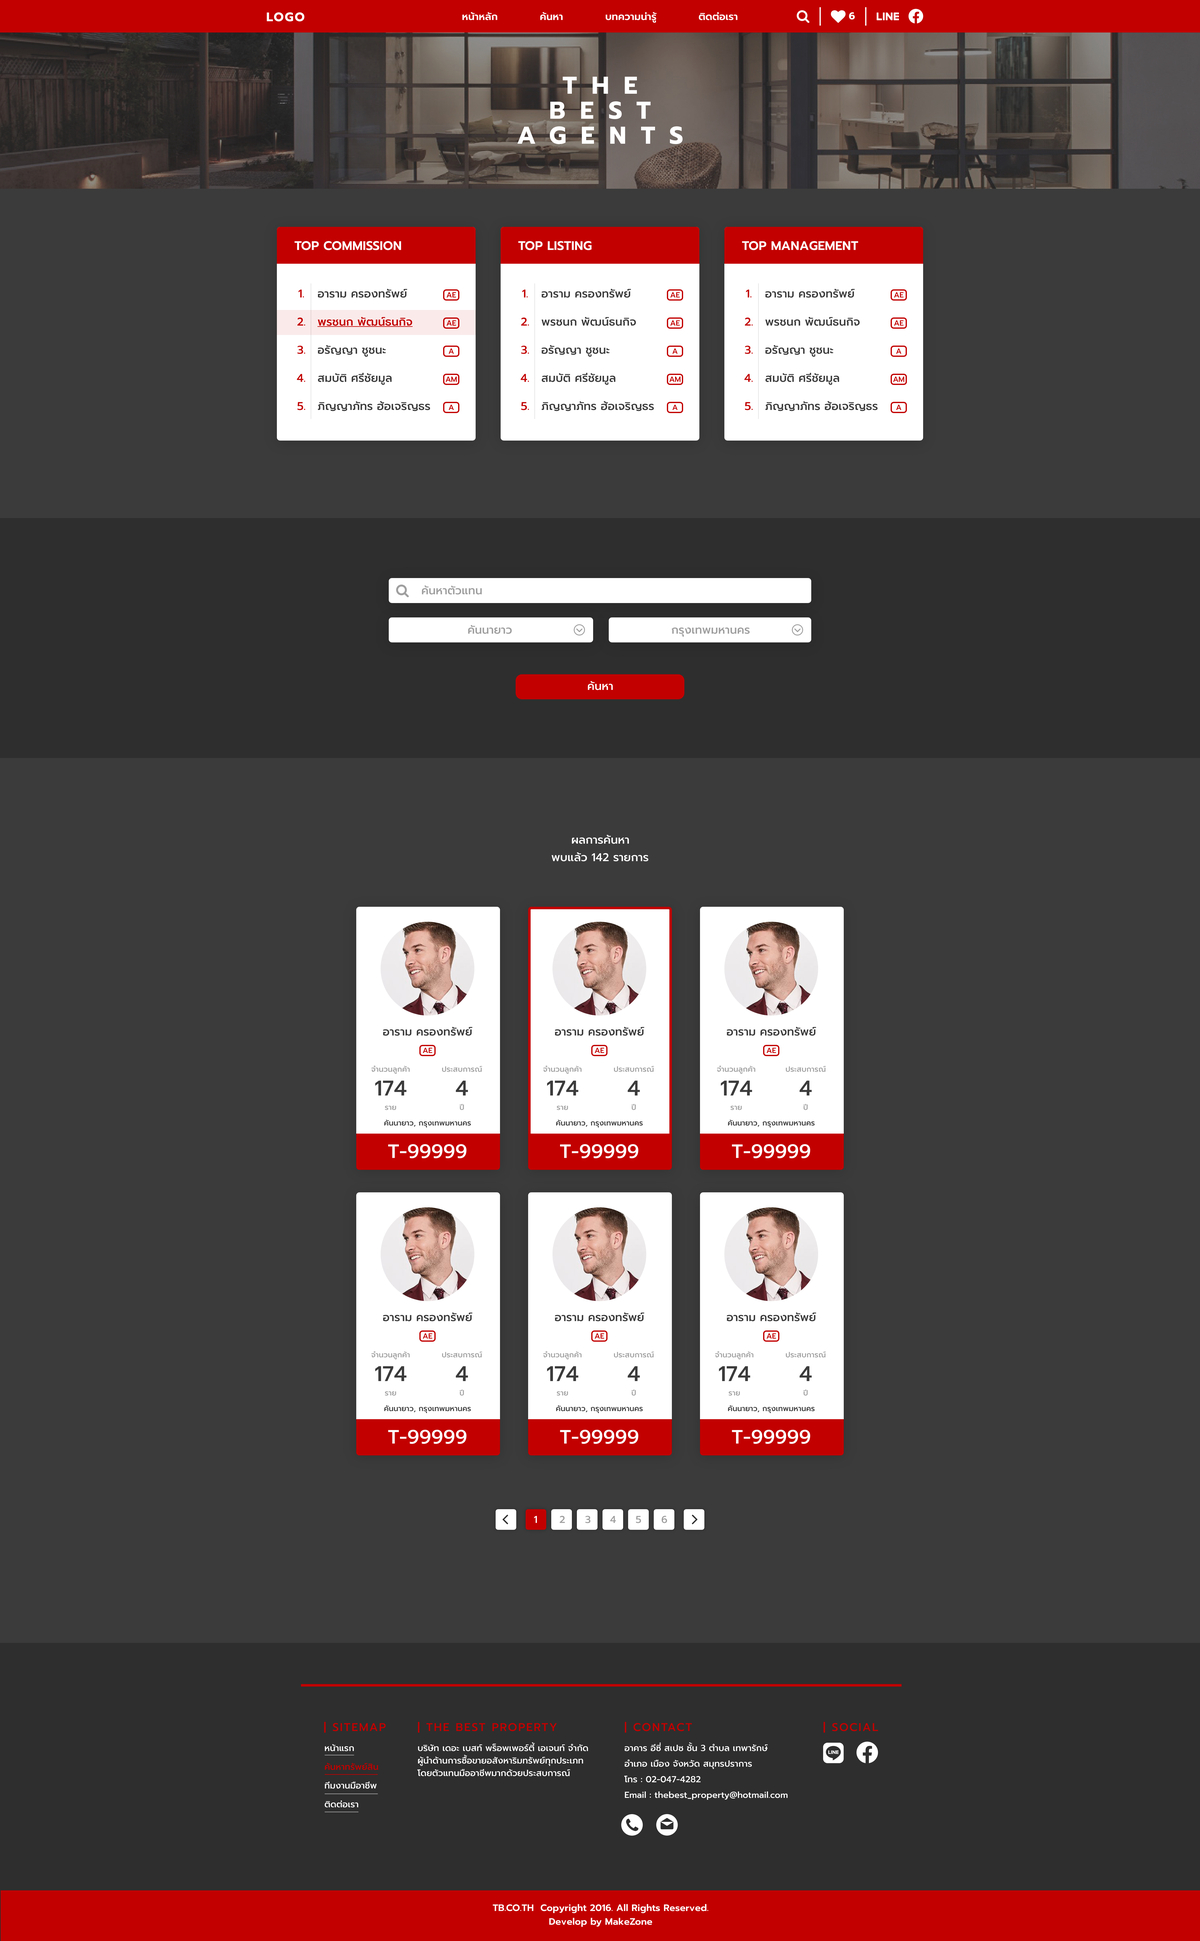 LOGO หน้าหลัก ค้นหา บทความน่ารู้ ติดต่อเรา 6 LINE
THE
BEST
AGENTS
TOP COMMISSION
1. อาราม ครองทรัพย์ AE
2. พรชนก พัฒน์ธนกิจ AE
3. อรัญญา ชูชนะ A
4. สมบัติ ศรีชัยมูล AM
5. ภิญญาภัทร ฮ้อเจริญธร A
TOP LISTING
1. อาราม ครองทรัพย์ AE
2. พรชนก พัฒน์ธนกิจ AE
3. อรัญญา ชูชนะ A
4. สมบัติ ศรีชัยมูล AM
5. ภิญญาภัทร ฮ้อเจริญธร A
TOP MANAGEMENT
1. อาราม ครองทรัพย์ AE
2. พรชนก พัฒน์ธนกิจ AE
3. อรัญญา ชูชนะ A
4. สมบัติ ศรีชัยมูล AM
5. ภิญญาภัทร ฮ้อเจริญธร A
ค้นหาตัวแทน
คันนายาว กรุงเทพมหานคร
ค้นหา
ผลการค้นหา
พบแล้ว 142 รายการ
อาราม ครองทรัพย์
AE
จำนวนลูกค้า ประสบการณ์
174 4
ราย ปี
คันนายาว, กรุงเทพมหานคร
T-99999
อาราม ครองทรัพย์
AE
จำนวนลูกค้า ประสบการณ์
174 4
ราย ปี
คันนายาว, กรุงเทพมหานคร
T-99999
อาราม ครองทรัพย์
AE
จำนวนลูกค้า ประสบการณ์
174 4
ราย ปี
คันนายาว, กรุงเทพมหานคร
T-99999
อาราม ครองทรัพย์
AE
จำนวนลูกค้า ประสบการณ์
174 4
ราย ปี
คันนายาว, กรุงเทพมหานคร
T-99999
อาราม ครองทรัพย์
AE
จำนวนลูกค้า ประสบการณ์
174 4
ราย ปี
คันนายาว, กรุงเทพมหานคร
T-99999
อาราม ครองทรัพย์
AE
จำนวนลูกค้า ประสบการณ์
174 4
ราย ปี
คันนายาว, กรุงเทพมหานคร
T-99999
1 2 3 4 5 6
SITEMAP
หน้าแรก
ทีมงานมืออาชีพ
ติดต่อเรา
THE BEST PROPERTY
บริษัท เดอะ เบสท์ พร็อพเพอร์ตี้ เอเจนท์ จำกัด
ผู้นำด้านการซื้อขายอสังหาริมทรัพย์ทุกประเภท
โดยตัวแทนมืออาชีพมากด้วยประสบการณ์
CONTACT
อาคาร อีซี่ สเปซ ชั้น 3 ตำบล เทพารักษ์
อำเภอ เมือง จังหวัด สมุทรปราการ
โทร : 02-047-4282
Email : thebest_property@hotmail.com
SOCIAL
LINE
TB.CO.TH Copyright 2016. All Rights Reserved.
Develop by MakeZone